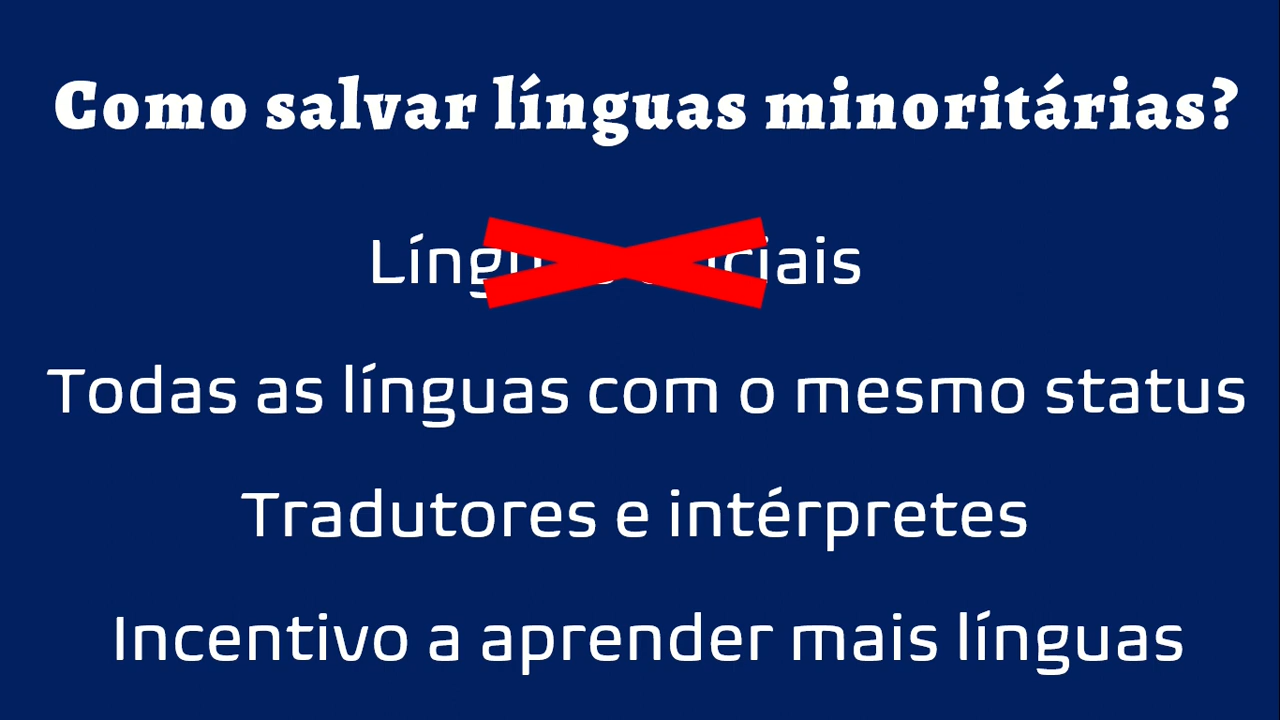 Como salvar línguas minoritárias?
Todas as línguas com o mesmo status
Tradutores e intérpretes
Incentivo a aprender mais línguas